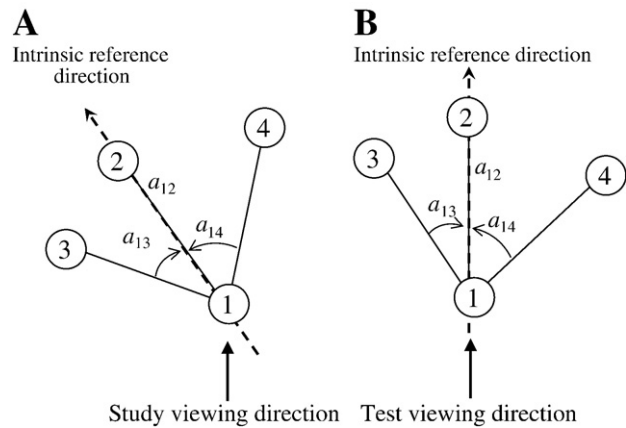 A
Intrinsic reference
direction
4
2
a12
3
a13
a14
1
Study viewing direction
B
Intrinsic reference direction
2
3
a12
4
a13
a14
1
Test viewing direction